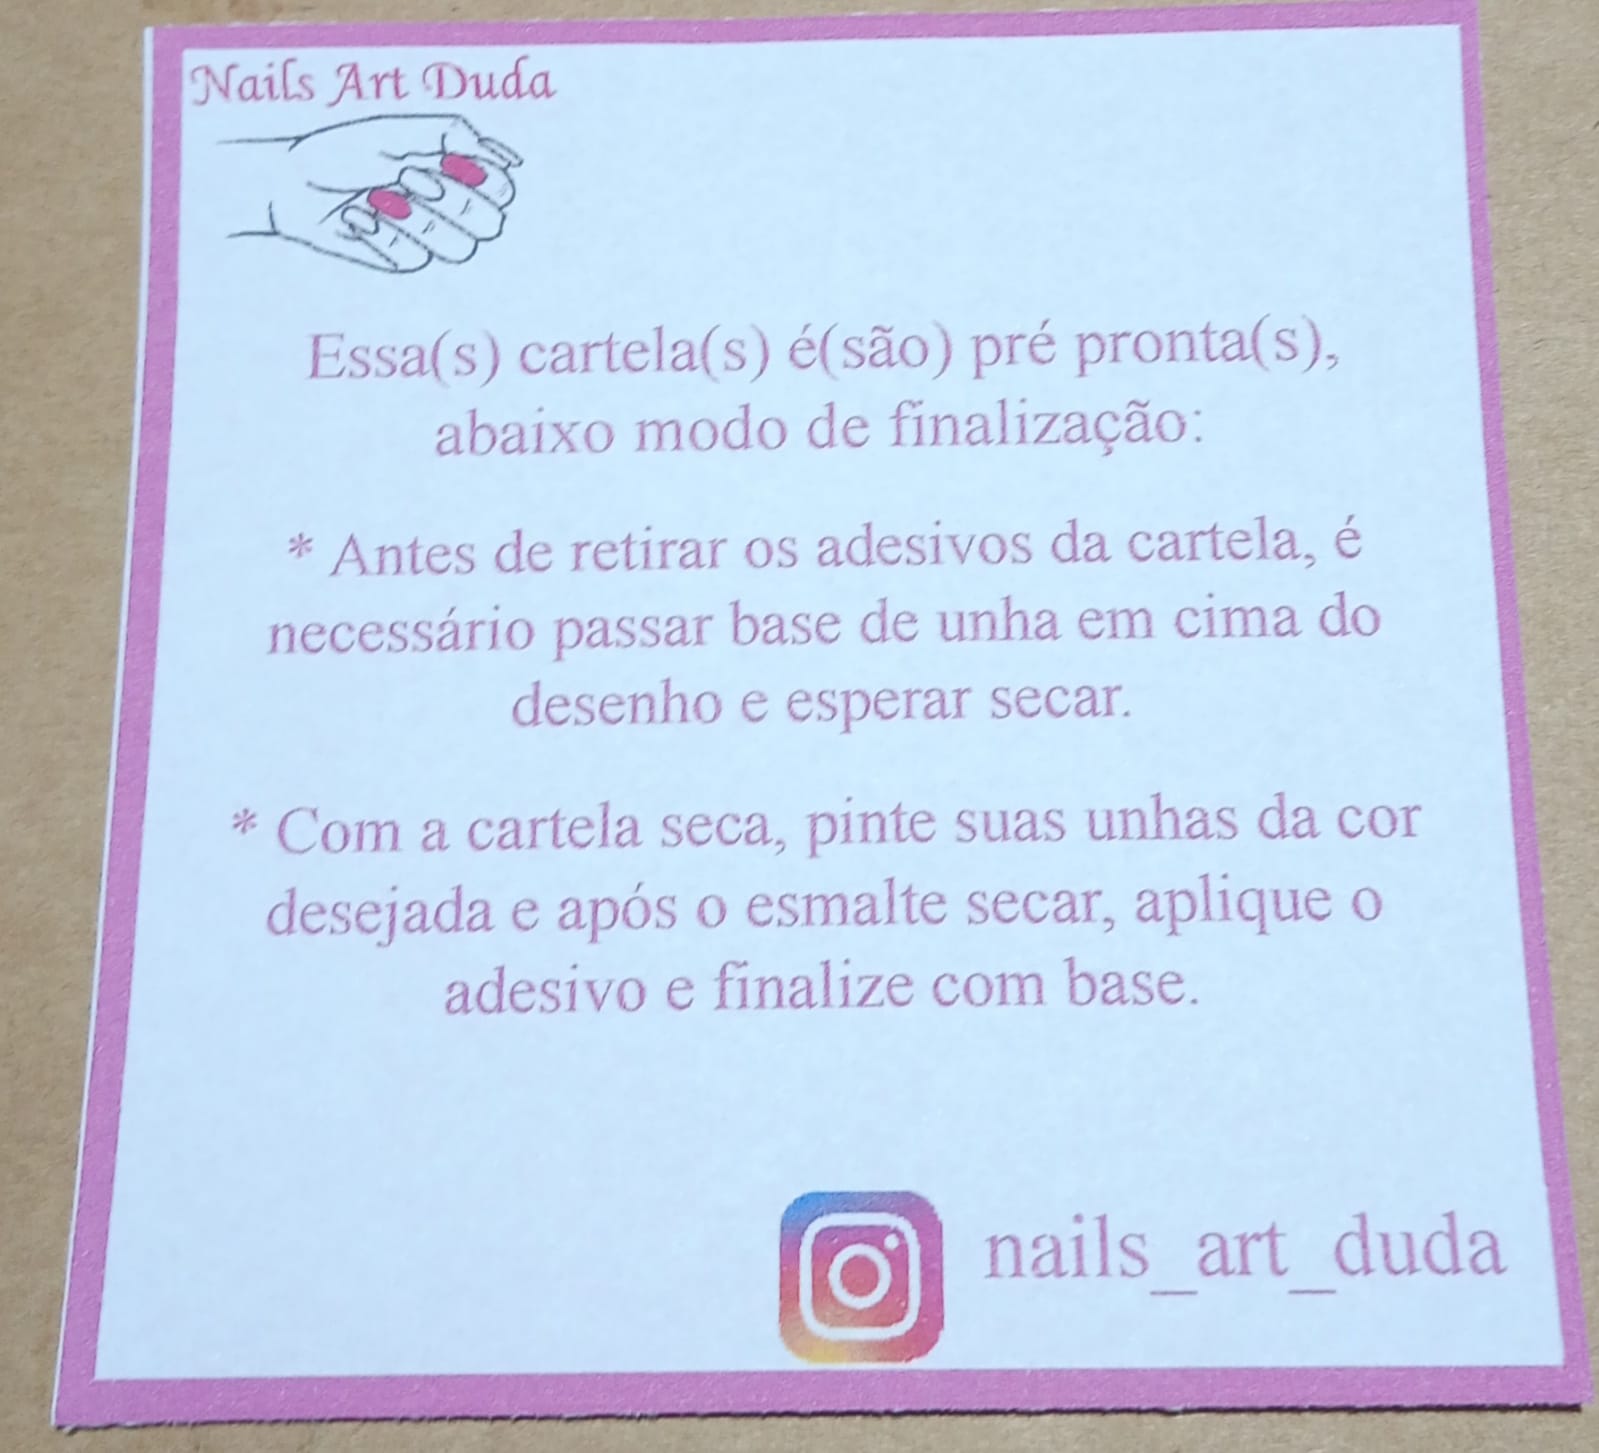 Nails Art Duda
Essa(s) cartela(s) é(são) pré pronta(s),
abaixo modo de finalização:
* Antes de retirar os adesivos da cartela, é
necessário passar base de unha em cima do
desenho e esperar secar.
* Com a cartela seca, pinte suas unhas da cor
desejada e após o esmalte secar, aplique o
adesivo e finalize com base.
nails_art_duda